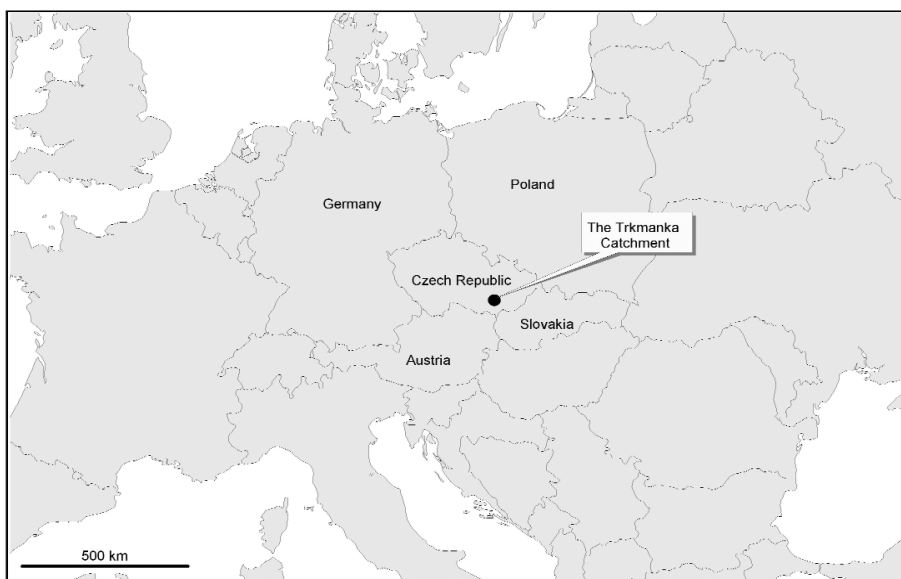 Poland
Germany
The Trkmanka
Catchment
Czech Republic
Slovakia
Austria
500 km